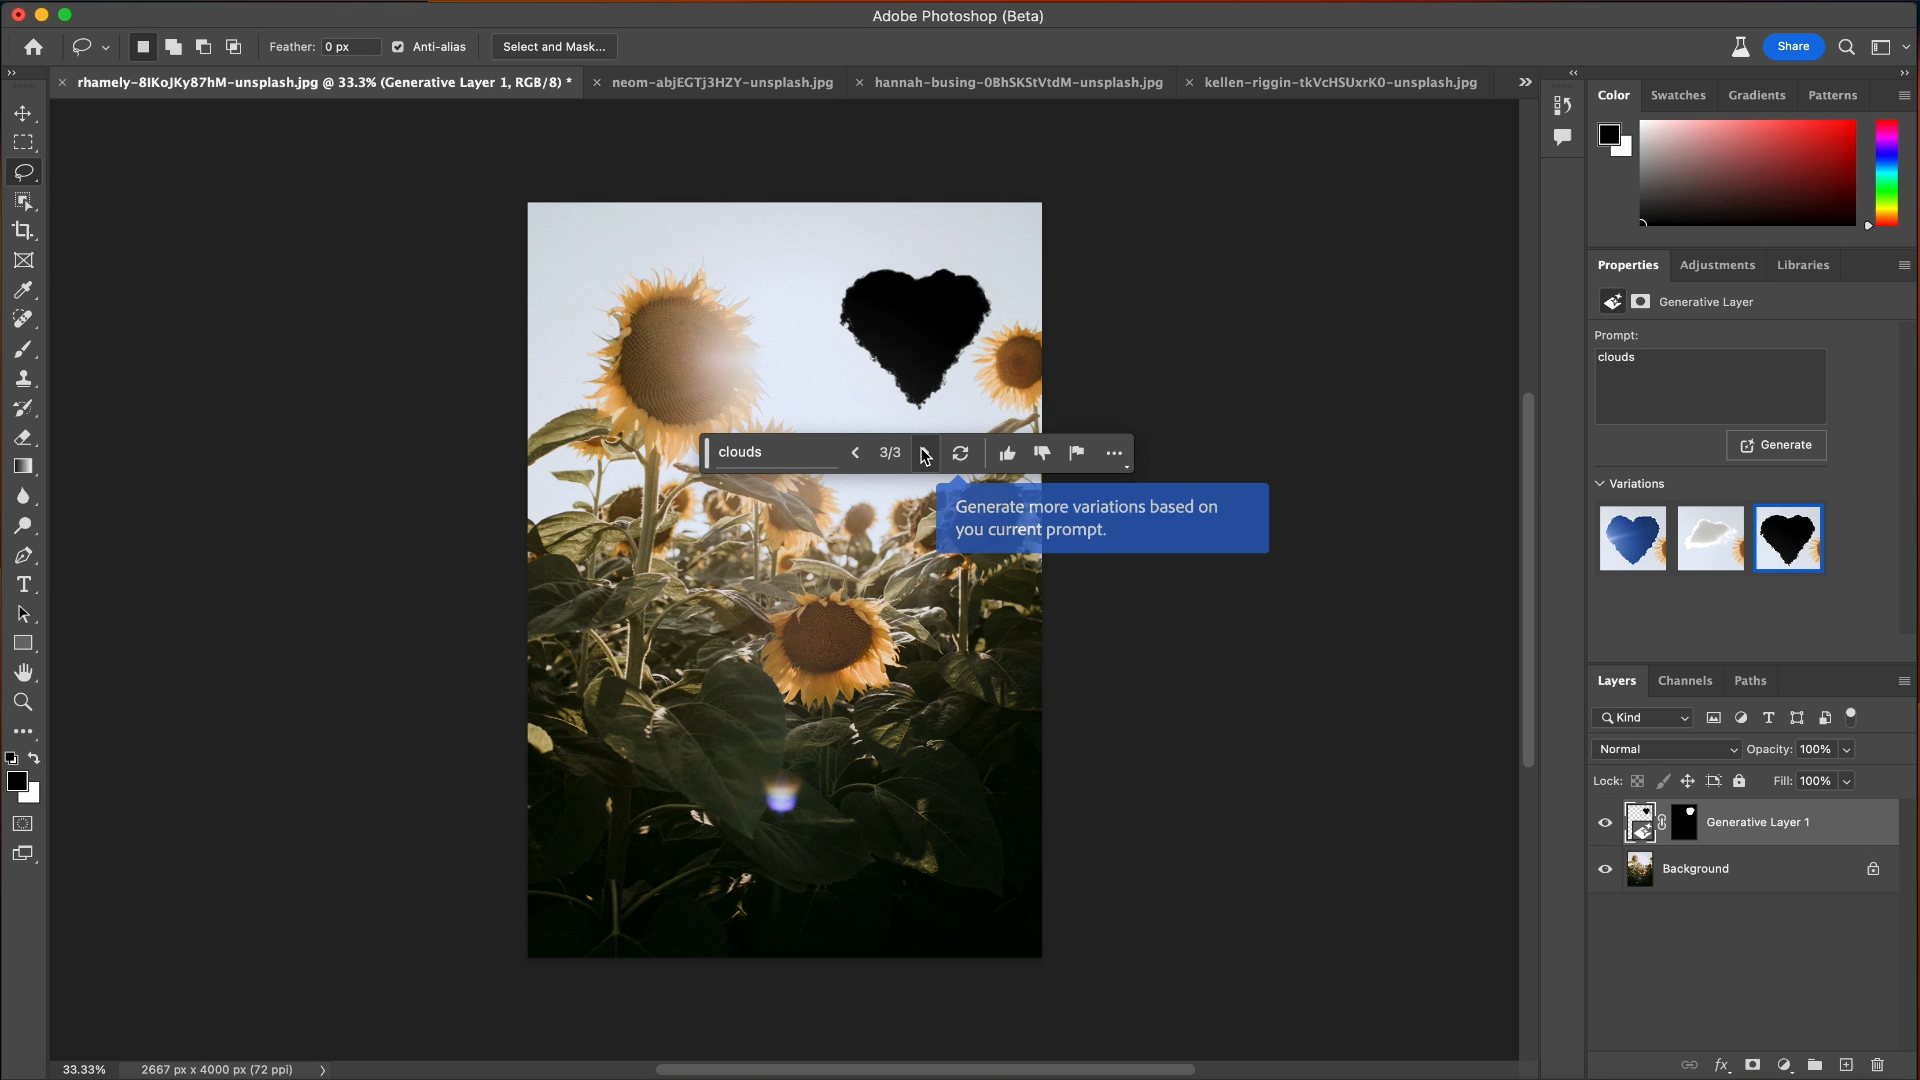 Adobe Photoshop (Beta)
Feather: 0 px Anti-alias Select and Mask... Share
rhamely-8IKoJKy87hM-unsplash.jpg @ 33.3% (Generative Layer 1, RGB/8) * neom-abjEGTj3HZY-unsplash.jpg hannah-busing-0BhSKStVtdM-unsplash.jpg kellen-riggin-tkVcHSUxrK0-unsplash.jpg
Color Swatches Gradients Patterns
Properties Adjustments Libraries
Generative Layer
Prompt:
clouds
Generate
Variations
clouds 3/3
Generate more variations based on
you current prompt.
Layers Channels Paths
Kind
Normal Opacity: 100%
Lock: Fill: 100%
Generative Layer 1
Background
fx
33.33% 2667 px x 4000 px (72 ppi)